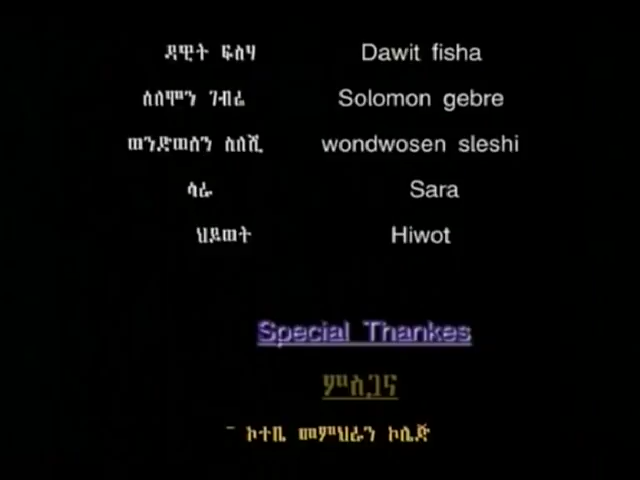 ዳዊት ፍስሃ Dawit fisha
ሰለሞን ገብሬ Solomon gebre
ወንድወሰን ስለሺ wondwosen sleshi
ሳራ Sara
ህይወት Hiwot
Special Thankes
ምስጋና
- ኮተቤ መምህራን ኮሌጅ